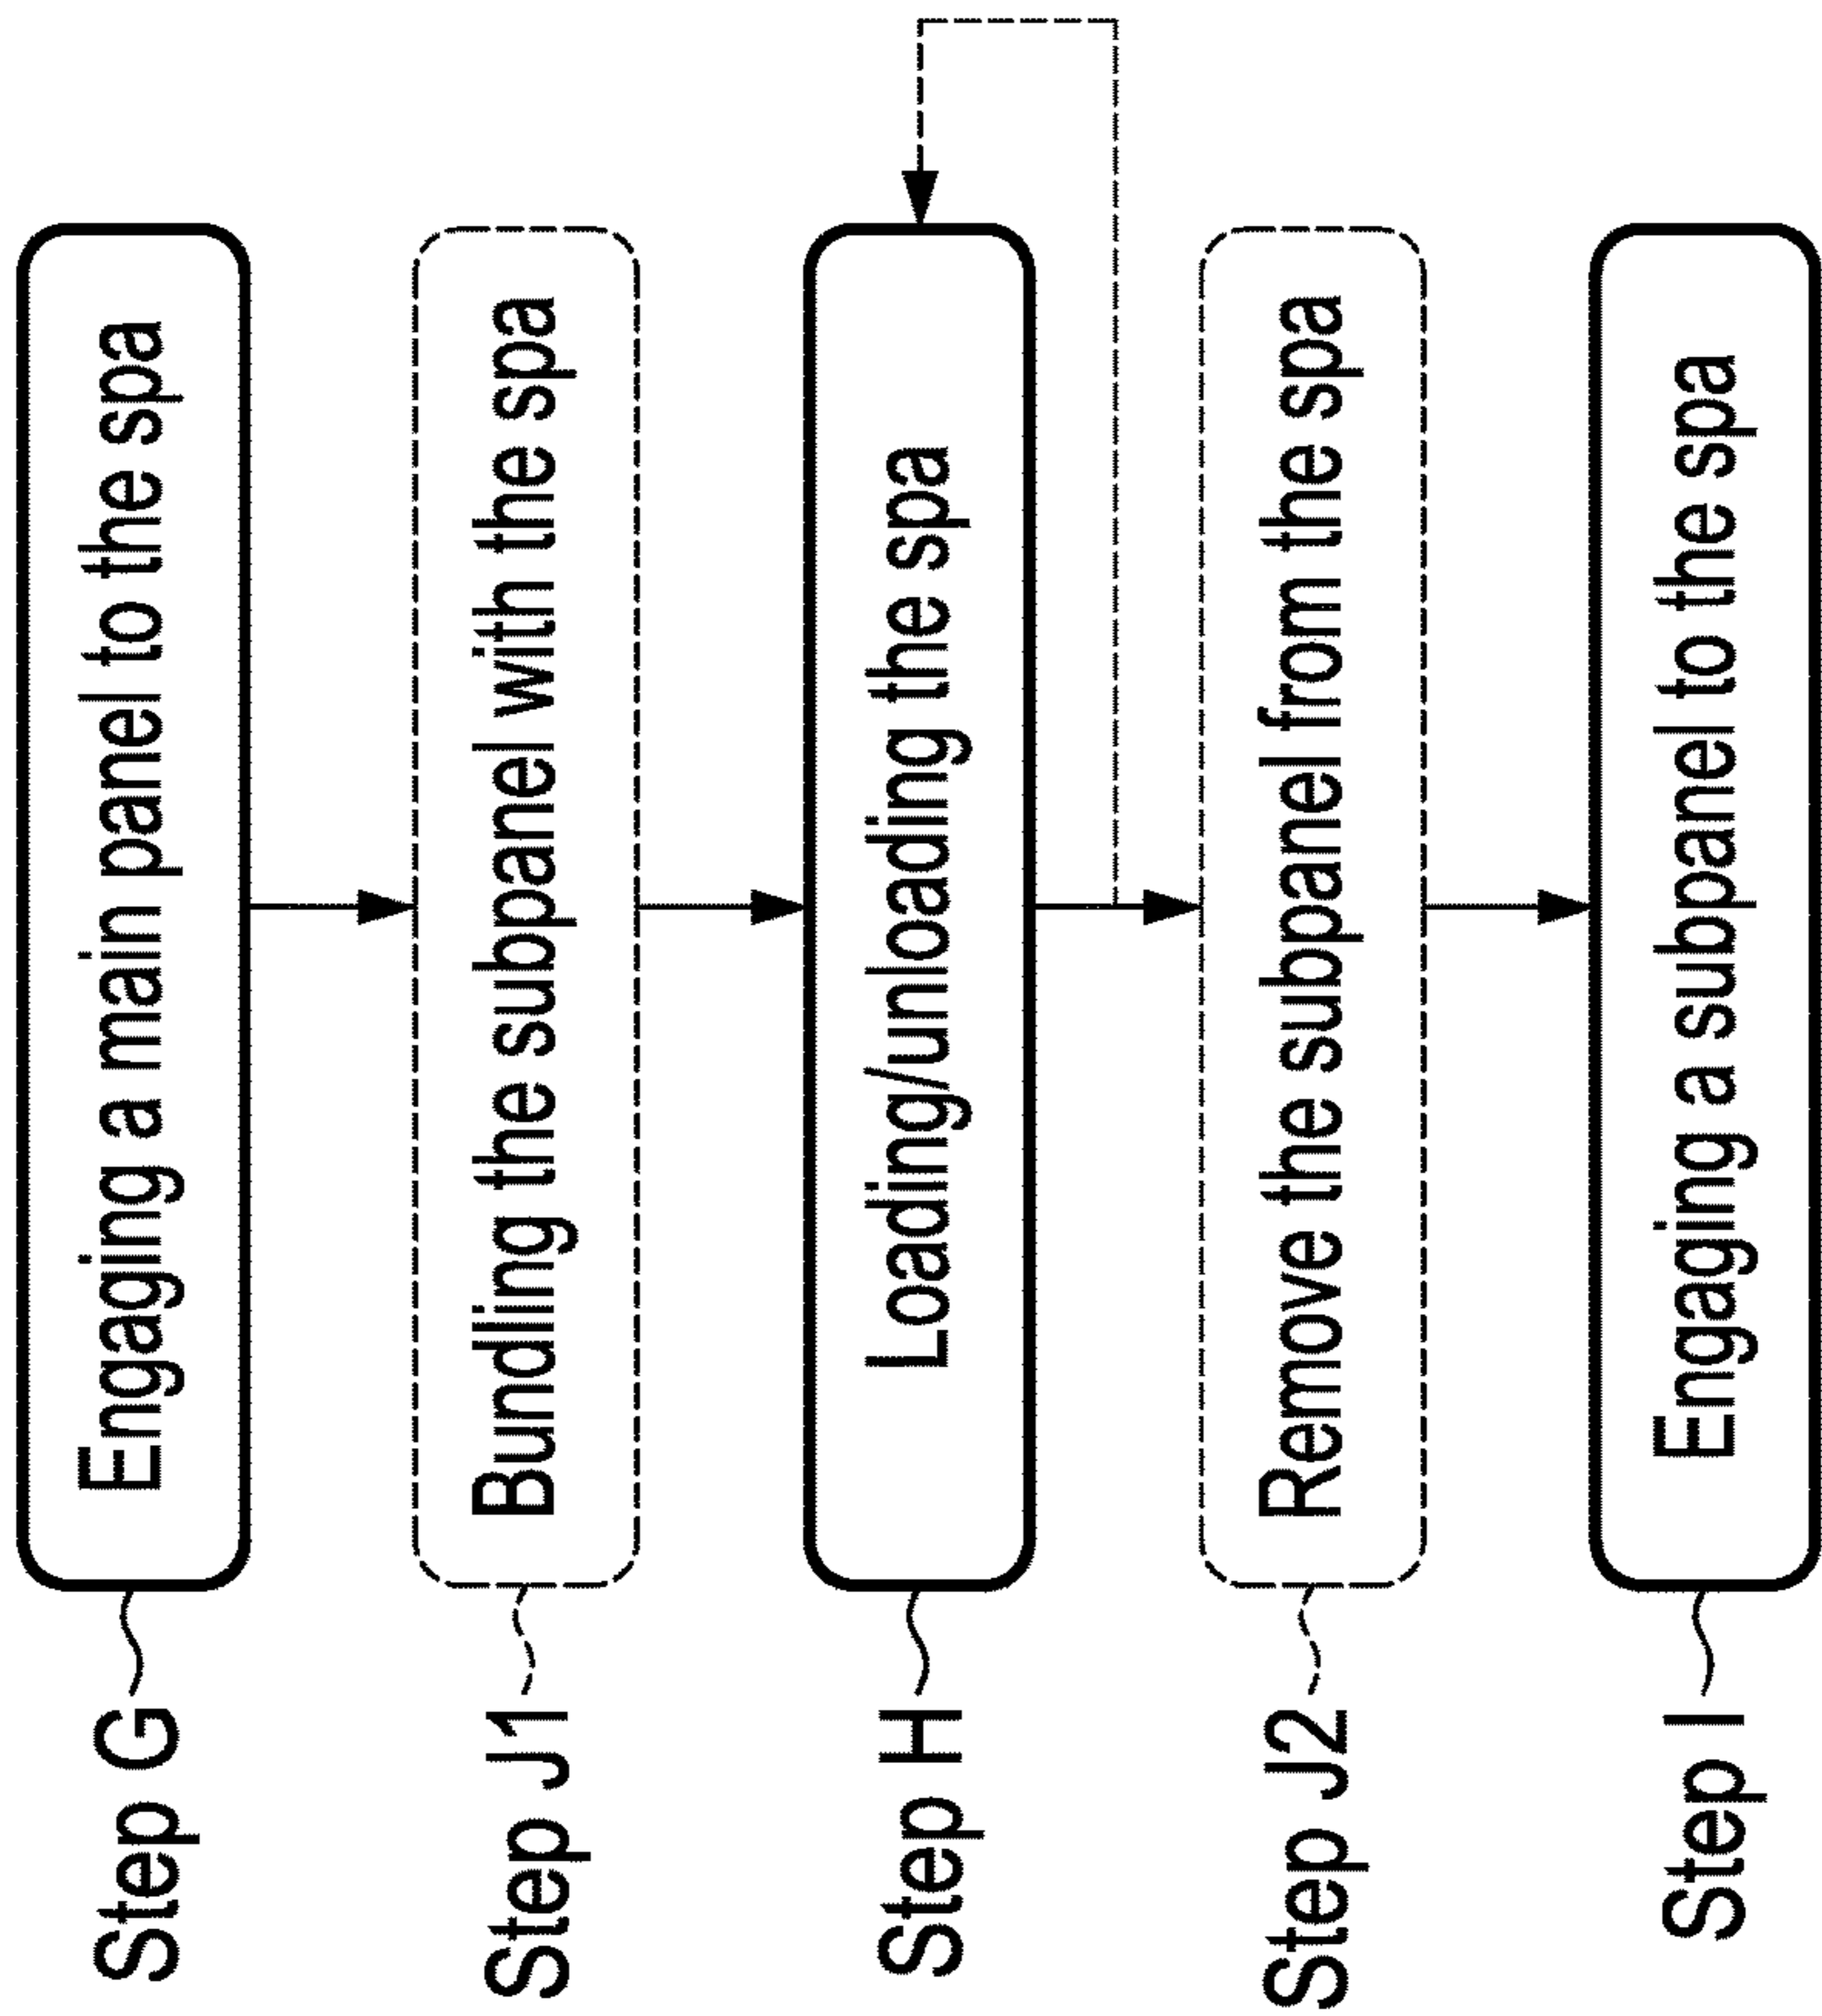 Step G
Engaging a main panel to the spa
Step J1
Bundling the subpanel with the spa
Step H
Loading/unloading the spa
Step J2
Remove the subpanel from the spa
Step I
Engaging a subpanel to the spa